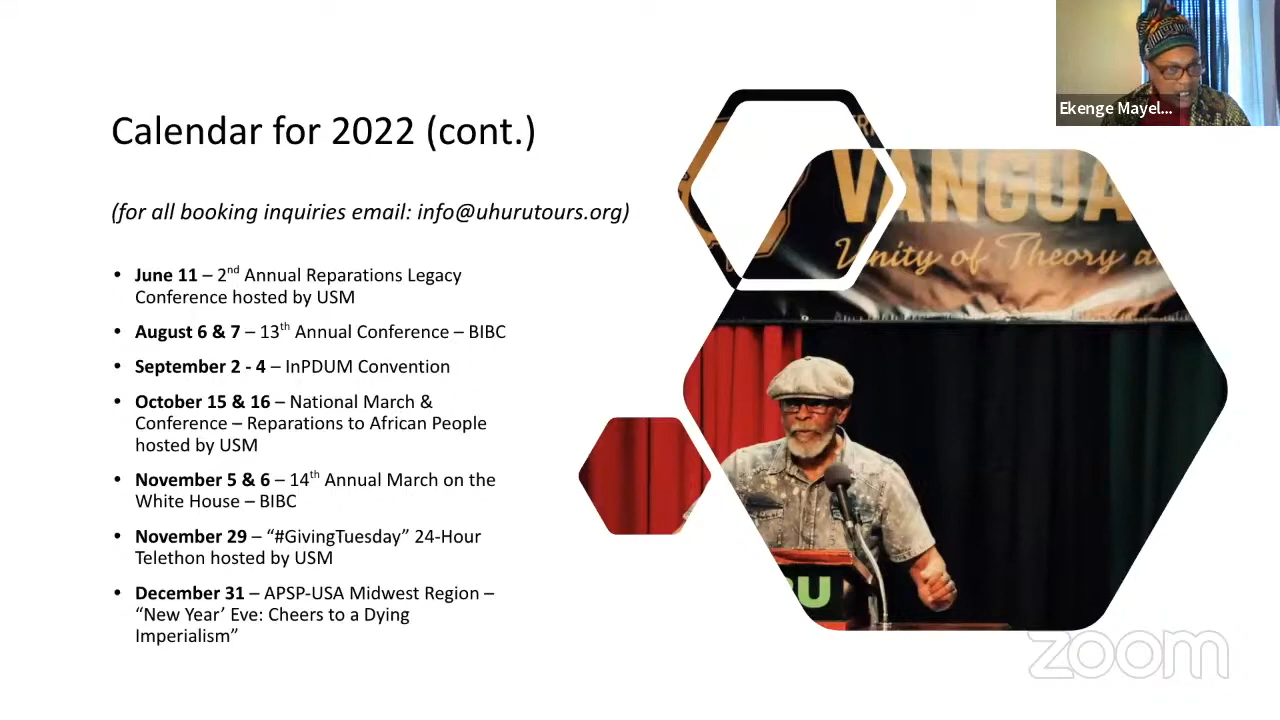 Ekenge Mayel...
Calendar for 2022 (cont.)
VANGUA
Unity of Theory a
(for all booking inquiries email: info@uhurutours.org)
• June 11 – 2nd Annual Reparations Legacy
Conference hosted by USM
• August 6 & 7 – 13th Annual Conference – BIBC
• September 2 - 4 – InPDUM Convention
• October 15 & 16 – National March &
Conference – Reparations to African People
hosted by USM
• November 5 & 6 – 14th Annual March on the
White House – BIBC
• November 29 – “#GivingTuesday” 24-Hour
Telethon hosted by USM
• December 31 – APSP-USA Midwest Region –
“New Year’ Eve: Cheers to a Dying
Imperialism”
RU
zoom